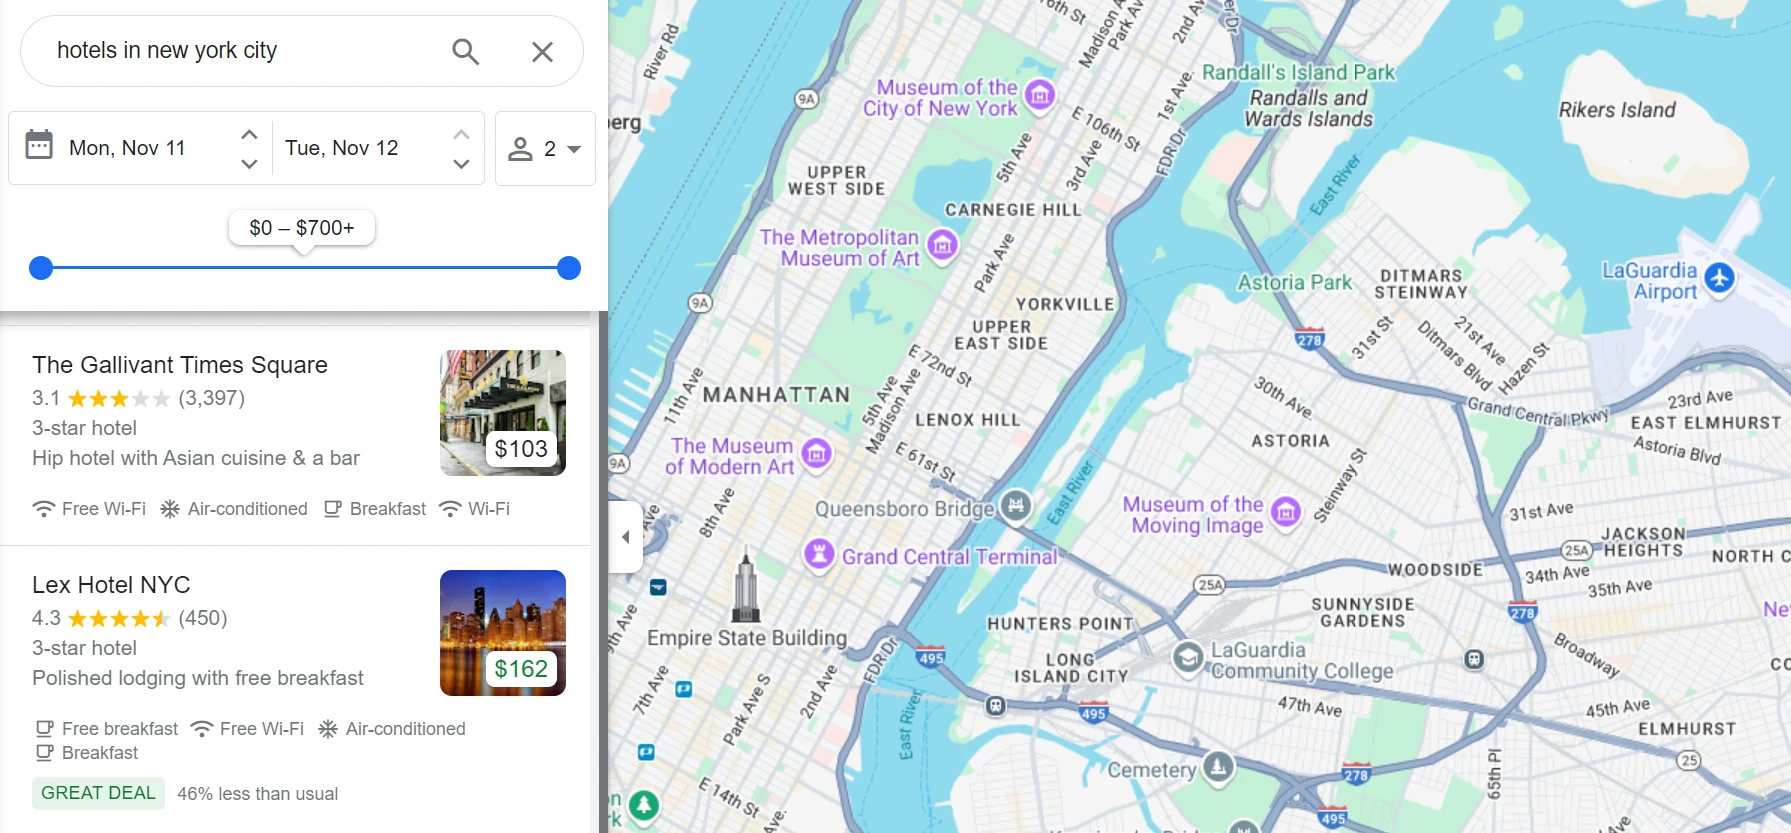 hotels in new york city
Mon, Nov 11
Tue, Nov 12
2
$0 – $700+
The Gallivant Times Square
3.1 (3,397)
3-star hotel
Hip hotel with Asian cuisine & a bar
$103
Free Wi-Fi Air-conditioned Breakfast Wi-Fi
Lex Hotel NYC
4.3 (450)
3-star hotel
Polished lodging with free breakfast
$162
Free breakfast Free Wi-Fi Air-conditioned
Breakfast
GREAT DEAL 46% less than usual
River Rd
Madison A
Park Av
2nd Av
er Dr
76th St
9A
berg
Museum of the
City of New York
E 106th St
1st Ave.
5th Ave
3rd Ave
FDR Dr
Randall's Island Park
Randalls and
Wards Islands
Rikers Island
East River
UPPER
WEST SIDE
CARNEGIE HILL
The Metropolitan
Museum of Art
Park Ave
YORKVILLE
UPPER
EAST SIDE
Astoria Park
DITMARS
STEINWAY
LaGuardia
Airport
9A
278
31st St
21st Ave
Ditmars Blvd
Hazen St
E 72nd St
MANHATTAN
11th Ave
5th Ave
Madison Ave
LENOX HILL
30th Ave.
Grand Central Pkwy
23rd Ave
EAST ELMHURST
Astoria Blvd
ASTORIA
The Museum
of Modern Art
E 61st St
9A
Steinway St
East River
8th Ave
Ave
Queensboro Bridge
Museum of the
Moving Image
31st Ave
JACKSON
HEIGHTS
NORTH C
25A
Grand Central Terminal
WOODSIDE
34th Ave
35th Ave
25A
278
SUNNYSIDE
GARDENS
Ne
HUNTERS POINT
Empire State Building
9th Ave
FDR Dr
495
LONG
ISLAND CITY
LaGuardia
Community College
Broadway
CO
7th Ave
Park Ave S
2nd Ave
47th Ave
45th Ave
ELMHURST
495
East River
Cemetery
278
65th Pl
25
E 14th St
Ave.
n
rk
495